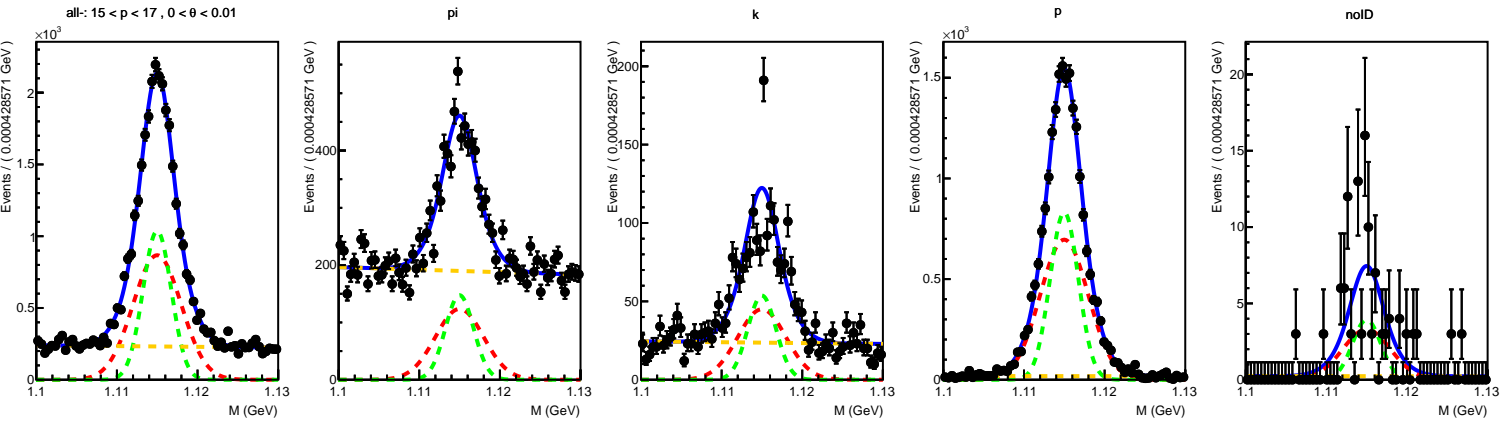 all-: 15 < p < 17 , 0 < θ < 0.01
×10³
Events / ( 0.000428571 GeV )
2
1.5
1
0.5
0
1.1 1.11 1.12 1.13
M (GeV)
pi
Events / ( 0.000428571 GeV )
400
200
0
1.1 1.11 1.12 1.13
M (GeV)
k
Events / ( 0.000428571 GeV )
200
150
100
50
0
1.1 1.11 1.12 1.13
M (GeV)
p
×10³
Events / ( 0.000428571 GeV )
1.5
1
0.5
0
1.1 1.11 1.12 1.13
M (GeV)
noID
Events / ( 0.000428571 GeV )
20
15
10
5
0
1.1 1.11 1.12 1.13
M (GeV)